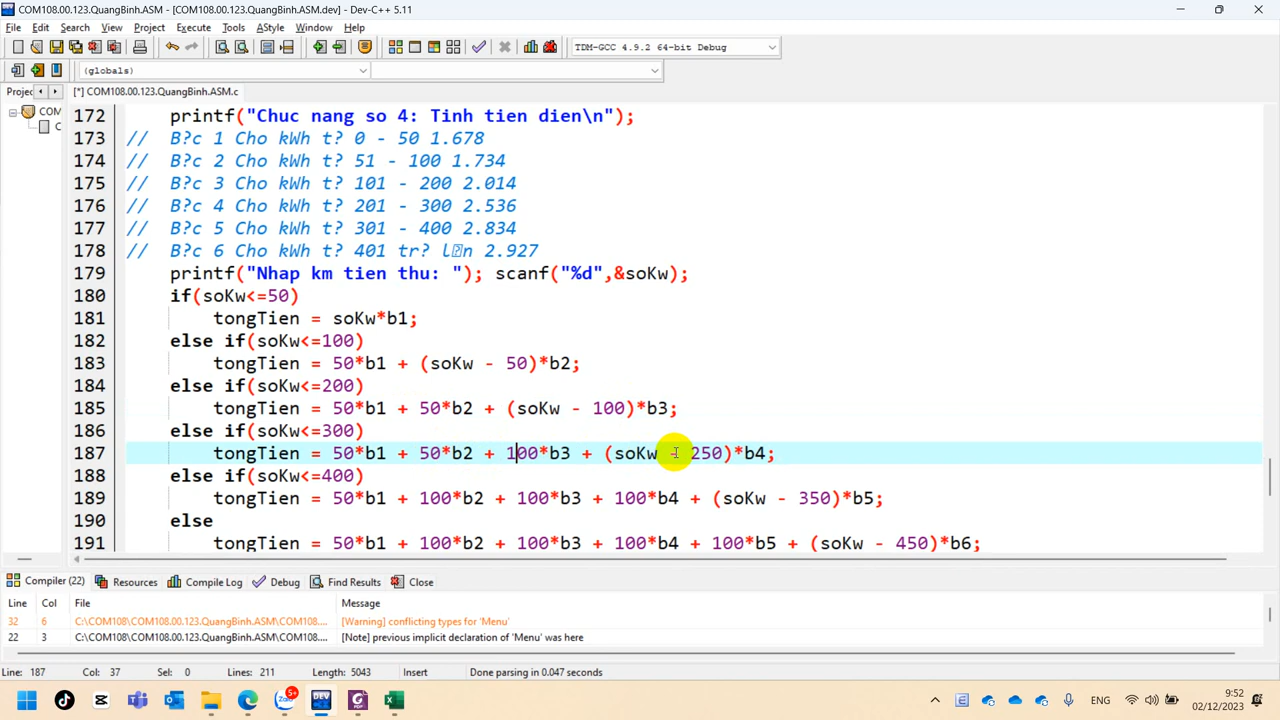 COM108.00.123.QuangBinh.ASM - [COM108.00.123.QuangBinh.ASM.dev] - Dev-C++ 5.11
File Edit Search View Project Execute Tools AStyle Window Help
TDM-GCC 4.9.2 64-bit Debug
(globals)
Projec
[*] COM108.00.123.QuangBinh.ASM.c
COM
C
172 printf("Chuc nang so 4: Tinh tien dien\n");
173 // B?c 1 Cho kWh t? 0 - 50 1.678
174 // B?c 2 Cho kWh t? 51 - 100 1.734
175 // B?c 3 Cho kWh t? 101 - 200 2.014
176 // B?c 4 Cho kWh t? 201 - 300 2.536
177 // B?c 5 Cho kWh t? 301 - 400 2.834
178 // B?c 6 Cho kWh t? 401 tr? l▯n 2.927
179 printf("Nhap km tien thu: "); scanf("%d",&soKw);
180 if(soKw<=50)
181 tongTien = soKw*b1;
182 else if(soKw<=100)
183 tongTien = 50*b1 + (soKw - 50)*b2;
184 else if(soKw<=200)
185 tongTien = 50*b1 + 50*b2 + (soKw - 100)*b3;
186 else if(soKw<=300)
187 tongTien = 50*b1 + 50*b2 + 100*b3 + (soKw - 250)*b4;
188 else if(soKw<=400)
189 tongTien = 50*b1 + 100*b2 + 100*b3 + 100*b4 + (soKw - 350)*b5;
190 else
191 tongTien = 50*b1 + 100*b2 + 100*b3 + 100*b4 + 100*b5 + (soKw - 450)*b6;
Compiler (22) Resources Compile Log Debug Find Results Close
Line Col File Message
32 6 C:\COM108\COM108.00.123.QuangBinh.ASM\COM108.... [Warning] conflicting types for 'Menu'
22 3 C:\COM108\COM108.00.123.QuangBinh.ASM\COM108.... [Note] previous implicit declaration of 'Menu' was here
Line: 187 Col: 37 Sel: 0 Lines: 211 Length: 5043 Insert Done parsing in 0.047 seconds
5+
DEV
ENG
9:52
02/12/2023